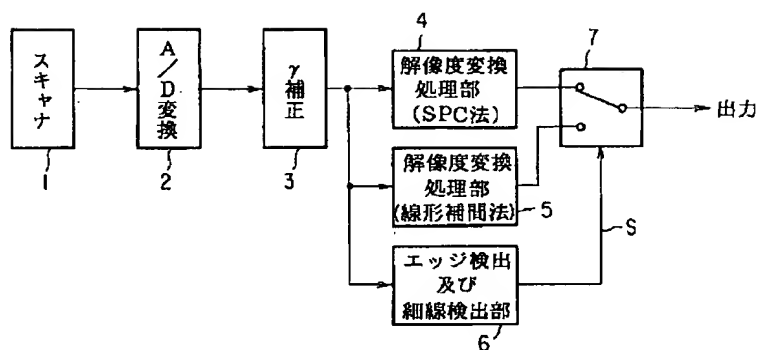 スキャナ
1
A/D変換
2
γ補正
3
4
解像度変換
処理部
(SPC法)
解像度変換
処理部
(線形補間法)
5
エッジ検出
及び
細線検出部
6
7
S
出力